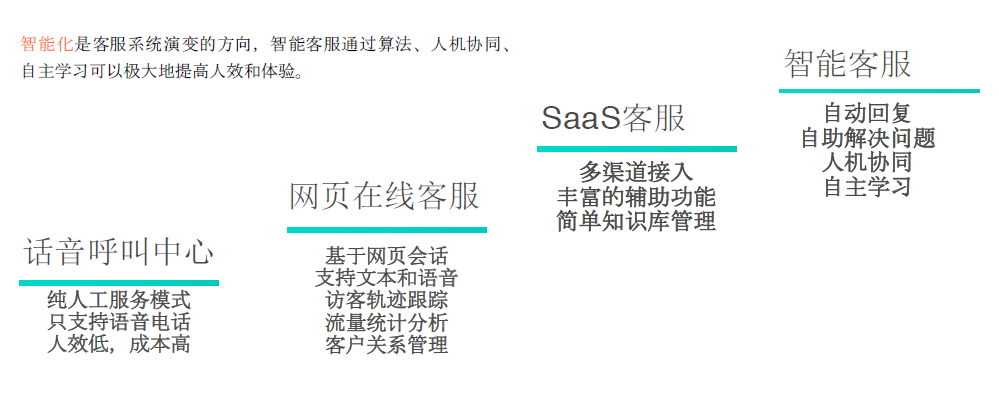 智能化是客服系统演变的方向，智能客服通过算法、人机协同、
自主学习可以极大地提高人效和体验。
话音呼叫中心
纯人工服务模式
只支持语音电话
人效低，成本高
网页在线客服
基于网页会话
支持文本和语音
访客轨迹跟踪
流量统计分析
客户关系管理
SaaS客服
多渠道接入
丰富的辅助功能
简单知识库管理
智能客服
自动回复
自助解决问题
人机协同
自主学习